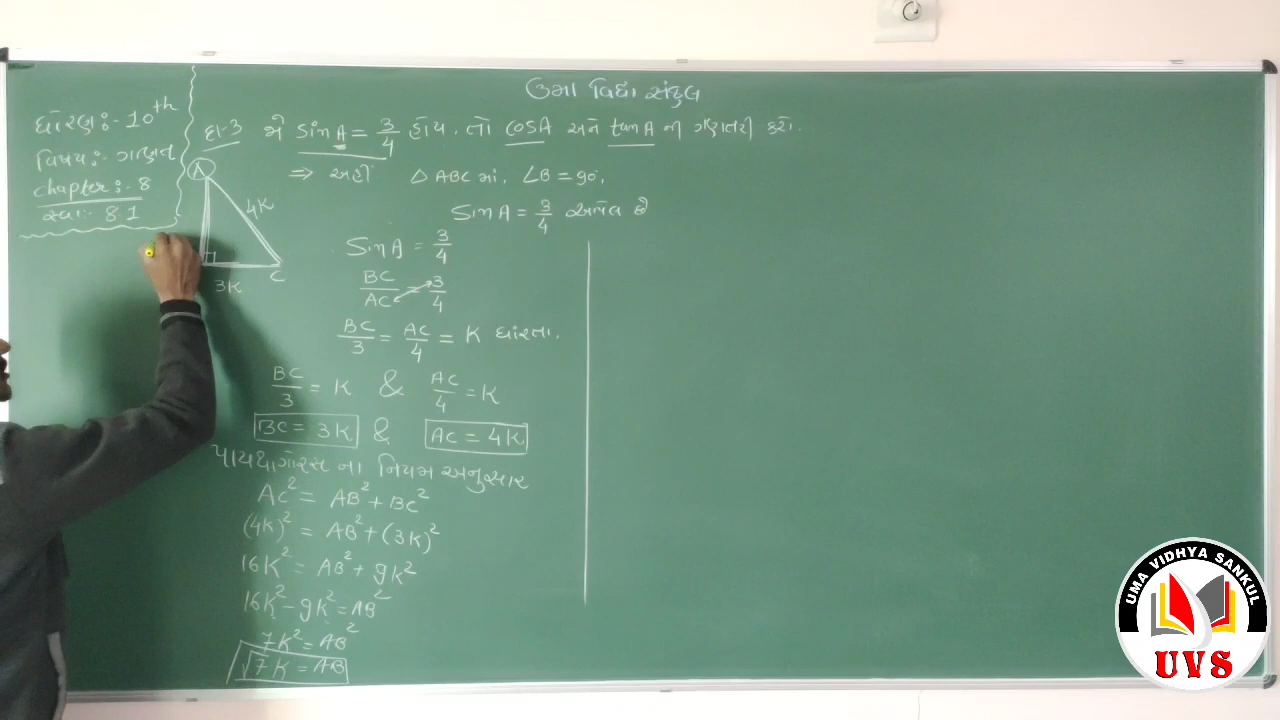 ઉમા વિદ્યા સંકુલ
ધોરણ:- 10th
વિષય:- ગણિત
chapter:- 8
સ્વા:- 8.1
દા-3 જો sin A = 3/4 હોય, તો cosA અને tanA ની ગણતરી કરો.
⇒ અહીં △ ABC માં, ∠B = 90,
Sin A = 3/4 આપેલ છે
A
4K
3K
C
Sin A = 3/4
BC/AC = 3/4
BC/3 = AC/4 = K ધારતા.
BC/3 = K & AC/4 = K
BC = 3K & AC = 4K
પાયથાગોરસ ના નિયમ અનુસાર
AC² = AB² + BC²
(4K)² = AB² + (3K)²
16K² = AB² + 9K²
16K² - 9K² = AB²
7K² = AB²
√7 K = AB
UMA VIDHYA SANKUL
UVS